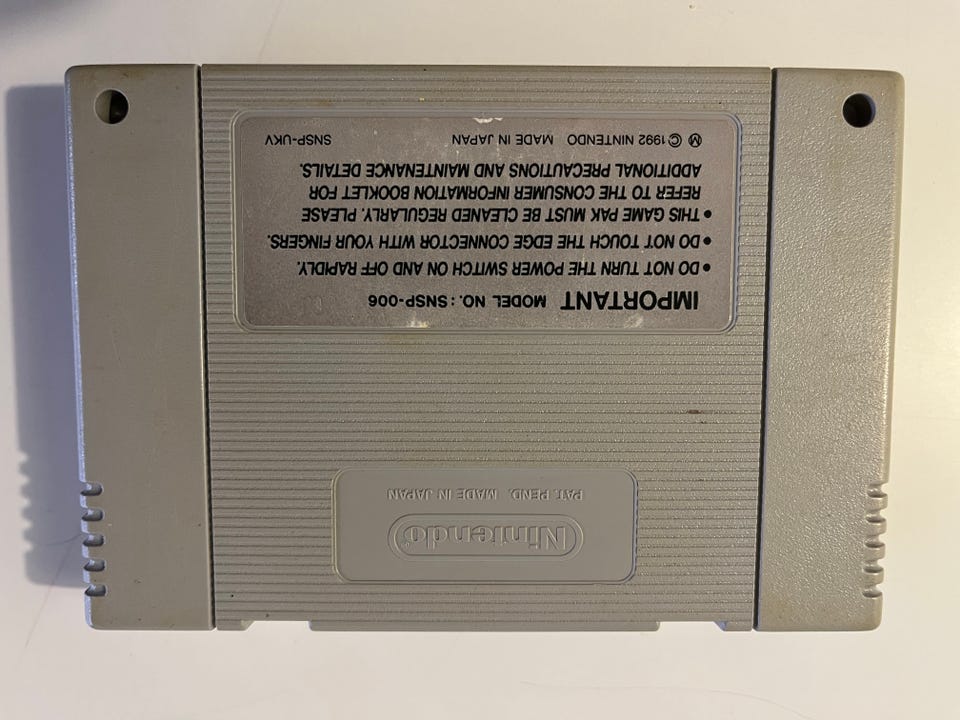 Nintendo®
PAT. PEND. MADE IN JAPAN
IMPORTANT MODEL NO.: SNSP-006
• DO NOT TURN THE POWER SWITCH ON AND OFF RAPIDLY.
• DO NOT TOUCH THE EDGE CONNECTOR WITH YOUR FINGERS.
• THIS GAME PAK MUST BE CLEANED REGULARLY. PLEASE
REFER TO THE CONSUMER INFORMATION BOOKLET FOR
ADDITIONAL PRECAUTIONS AND MAINTENANCE DETAILS.
Ⓜ © 1992 NINTENDO MADE IN JAPAN SNSP-UKV